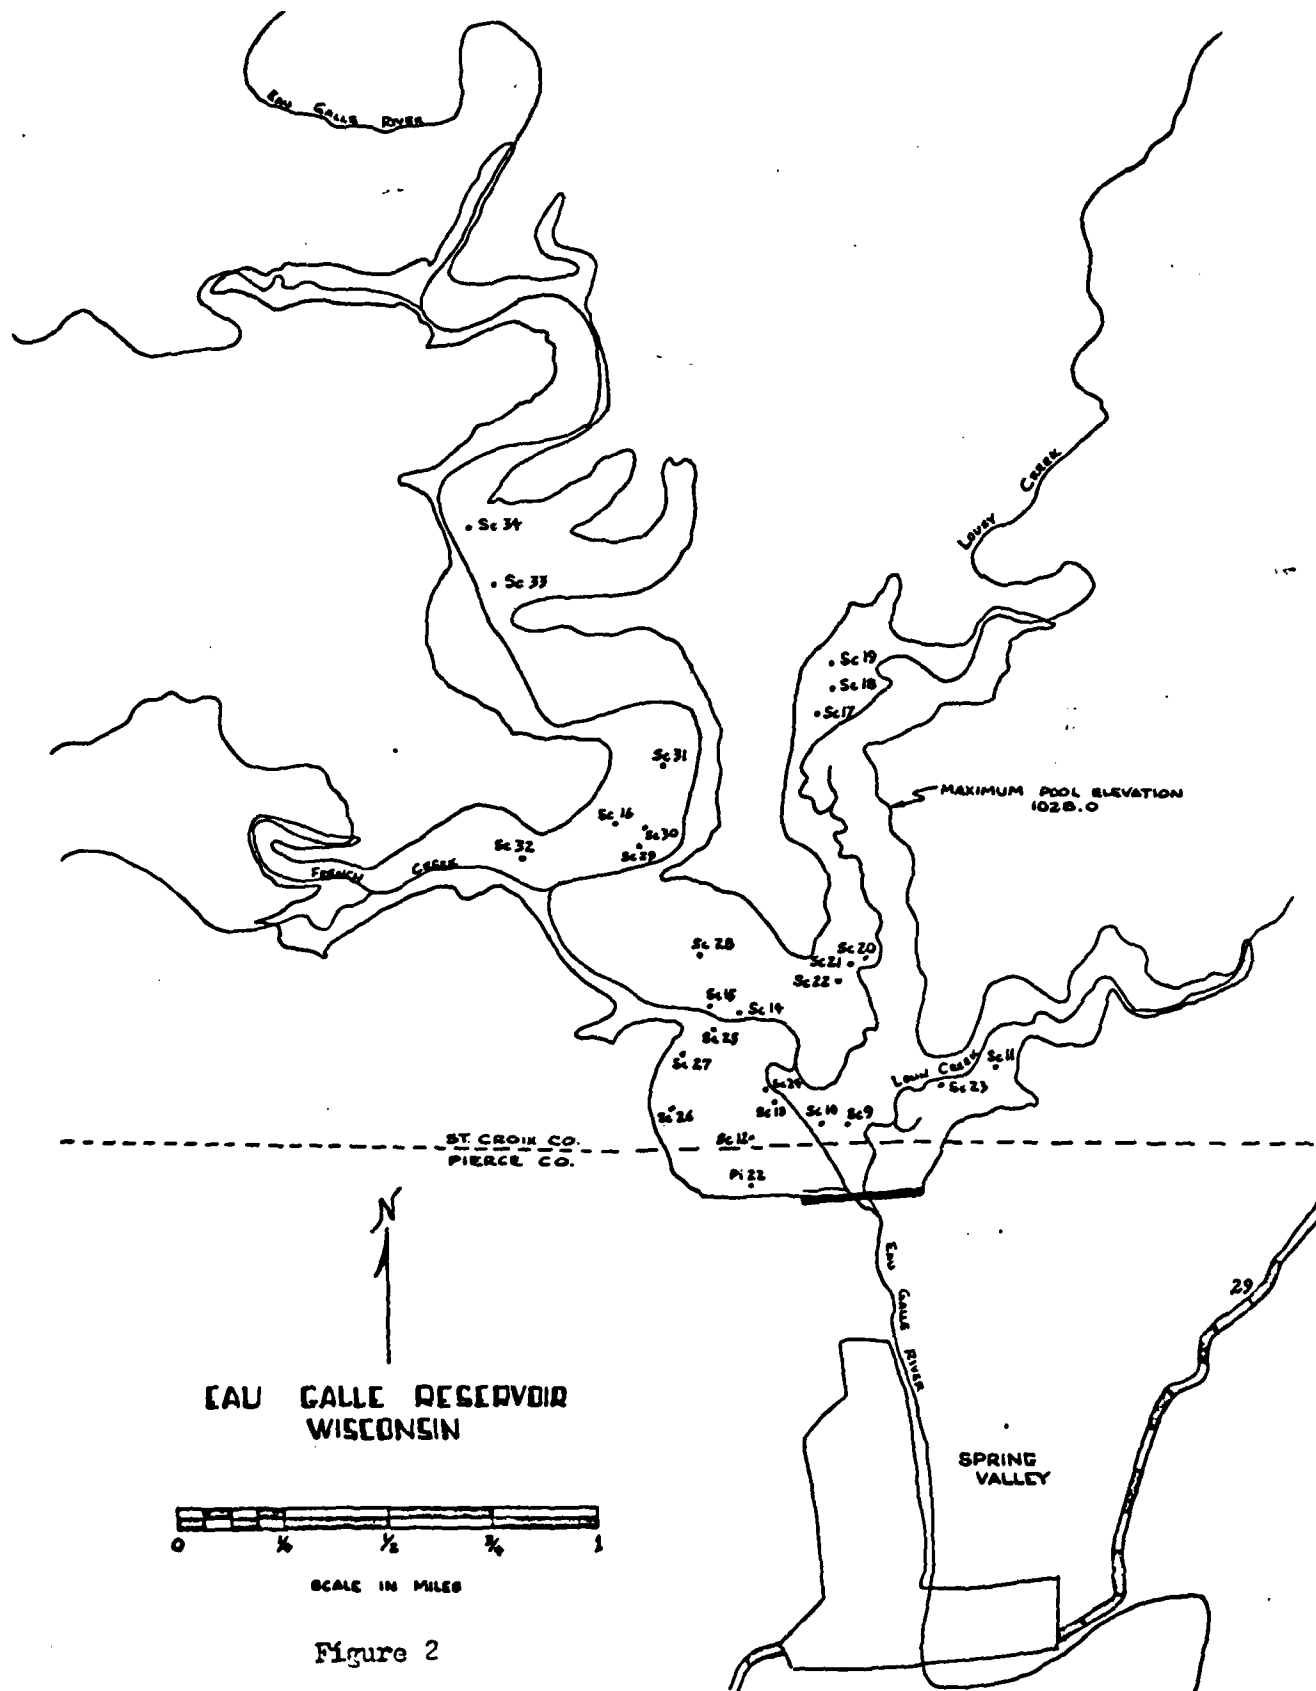 EAU GALLE RIVER
LOUSY CREEK
Sc 34
Sc 33
Sc 19
Sc 18
Sc 17
Sc 31
MAXIMUM POOL ELEVATION
1028.0
Sc 16
Sc 30
Sc 29
Sc 32
FRENCH CREEK
Sc 28
Sc 20
Sc 21
Sc 22
Sc 15
Sc 14
Sc 25
Sc 27
LOHN CREEK
Sc 11
Sc 23
Sc 24
Sc 13
Sc 10
Sc 9
Sc 26
Sc 12
ST. CROIX CO.
PIERCE CO.
Pi 22
N
EAU GALLE RIVER
29
EAU GALLE RESERVOIR
WISCONSIN
SPRING
VALLEY
0 1/4 1/2 3/4 1
SCALE IN MILES
Figure 2